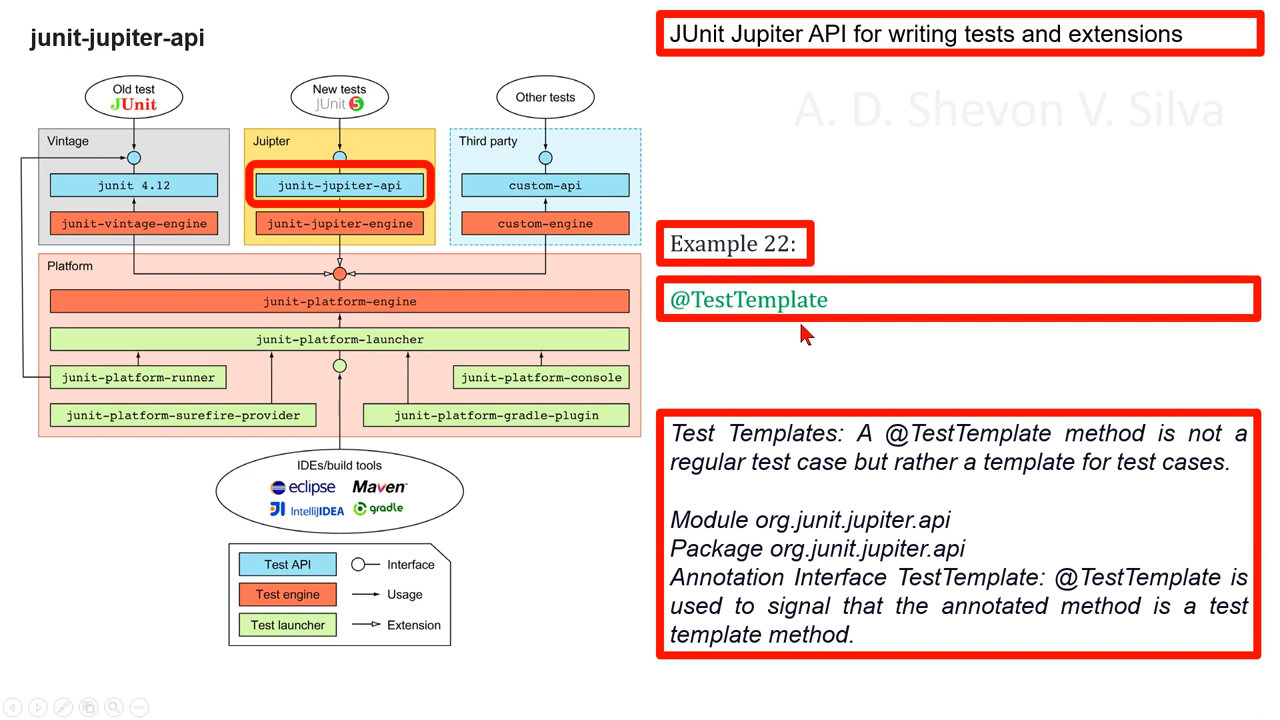 junit-jupiter-api
JUnit Jupiter API for writing tests and extensions
A. D. Shevon V. Silva
Old test
JUnit
New tests
JUnit 5
Other tests
Vintage
Juipter
Third party
junit 4.12
junit-jupiter-api
custom-api
junit-vintage-engine
junit-jupiter-engine
custom-engine
Platform
junit-platform-engine
junit-platform-launcher
junit-platform-runner
junit-platform-console
junit-platform-surefire-provider
junit-platform-gradle-plugin
IDEs/build tools
eclipse
Maven
IntelliJIDEA
gradle
Test API
Interface
Test engine
Usage
Test launcher
Extension
Example 22:
@TestTemplate
Test Templates: A @TestTemplate method is not a
regular test case but rather a template for test cases.
Module org.junit.jupiter.api
Package org.junit.jupiter.api
Annotation Interface TestTemplate: @TestTemplate is
used to signal that the annotated method is a test
template method.